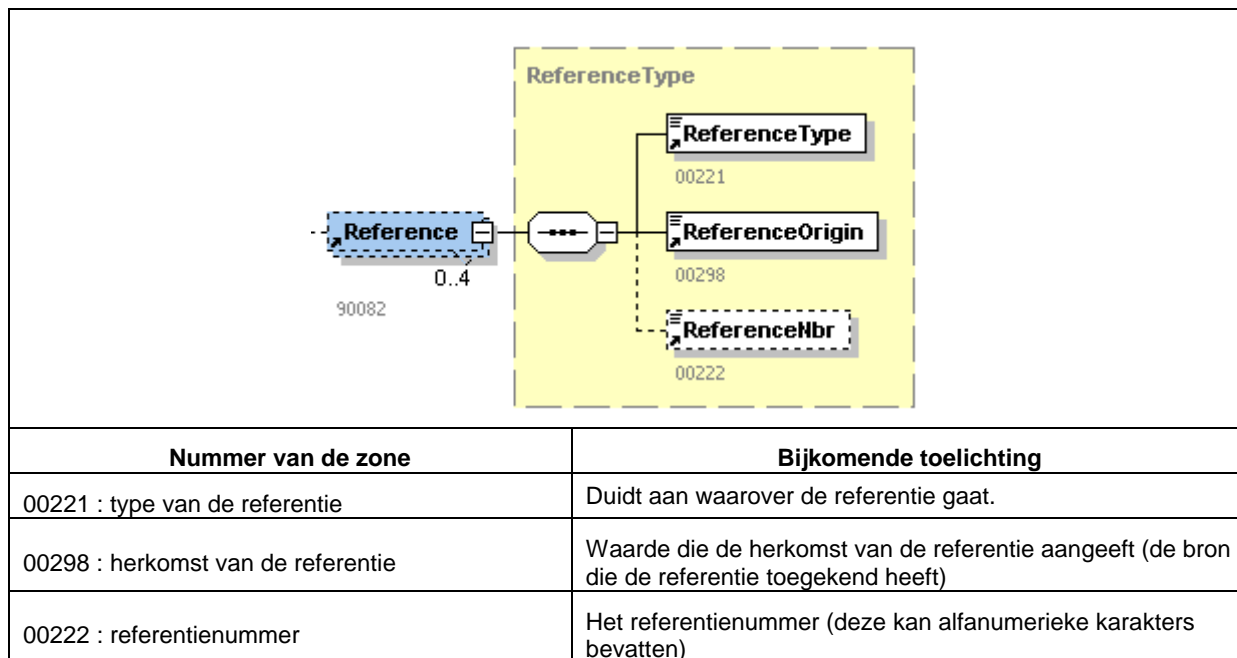 ReferenceType
ReferenceType
00221
Reference
0..4
90082
ReferenceOrigin
00298
ReferenceNbr
00222
Nummer van de zone
Bijkomende toelichting
00221 : type van de referentie
Duidt aan waarover de referentie gaat.
00298 : herkomst van de referentie
Waarde die de herkomst van de referentie aangeeft (de bron
die de referentie toegekend heeft)
00222 : referentienummer
Het referentienummer (deze kan alfanumerieke karakters
bevatten)